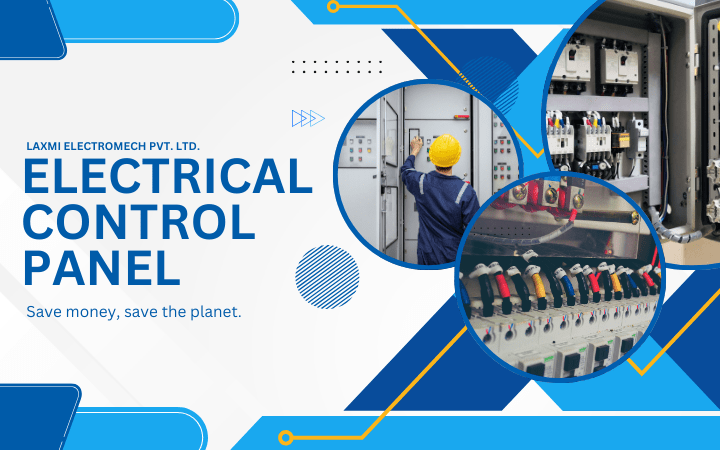 LAXMI ELECTROMECH PVT. LTD.
ELECTRICAL
CONTROL
PANEL
Save money, save the planet.